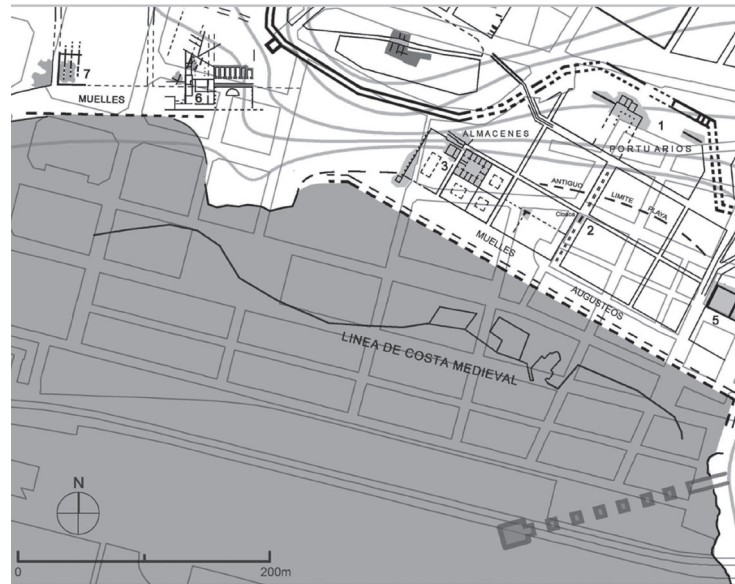 7
6
MUELLES
1
ALMACENES
PORTUARIOS
3
ANTIGUO LIMITE PLAYA
Cloaca
2
MUELLES AUGUSTEOS
5
LINEA DE COSTA MEDIEVAL
N
0
200m